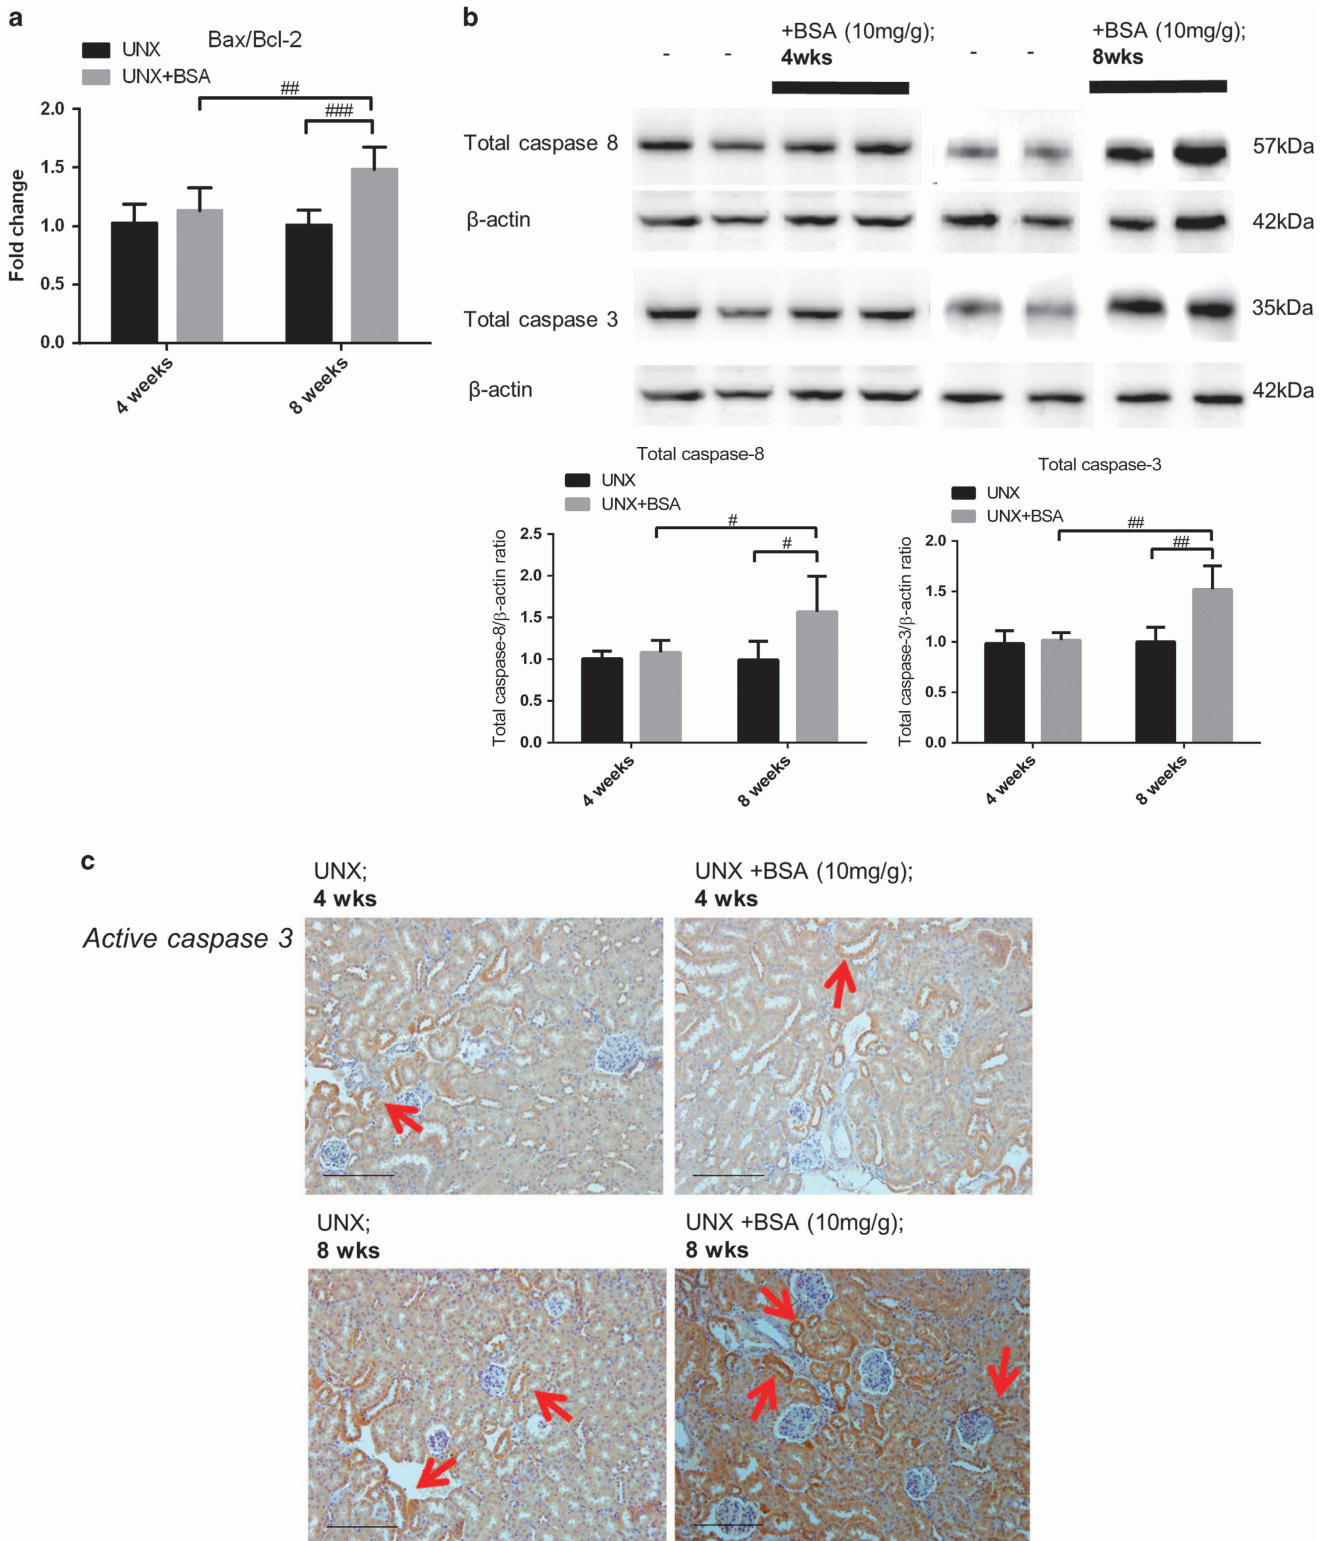 a
Bax/Bcl-2
UNX
UNX+BSA
##
###
2.0
1.5
1.0
0.5
0.0
Fold change
4 weeks
8 weeks
b
- - +BSA (10mg/g);
4wks
- - +BSA (10mg/g);
8wks
Total caspase 8 57kDa
β-actin 42kDa
Total caspase 3 35kDa
β-actin 42kDa
Total caspase-8
UNX
UNX+BSA
#
#
2.5
2.0
1.5
1.0
0.5
0.0
Total caspase-8/β-actin ratio
4 weeks
8 weeks
Total caspase-3
UNX
UNX+BSA
##
##
2.0
1.5
1.0
0.5
0.0
Total caspase-3/β-actin ratio
4 weeks
8 weeks
c
Active caspase 3
UNX;
4 wks
UNX +BSA (10mg/g);
4 wks
UNX;
8 wks
UNX +BSA (10mg/g);
8 wks